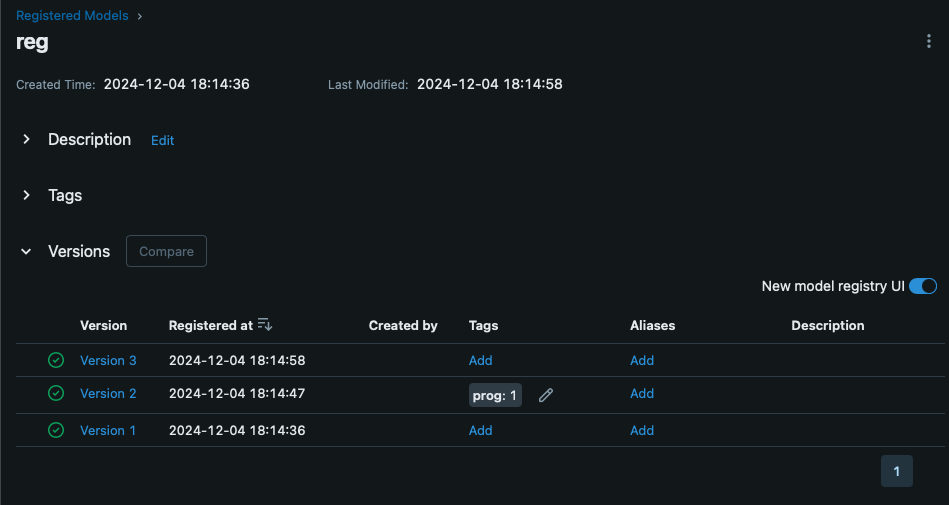 Registered Models ›
reg
Created Time: 2024-12-04 18:14:36 Last Modified: 2024-12-04 18:14:58
Description Edit
Tags
Versions Compare
New model registry UI
Version Registered at Created by Tags Aliases Description
Version 3 2024-12-04 18:14:58 Add Add
Version 2 2024-12-04 18:14:47 prog: 1 Add
Version 1 2024-12-04 18:14:36 Add Add
1